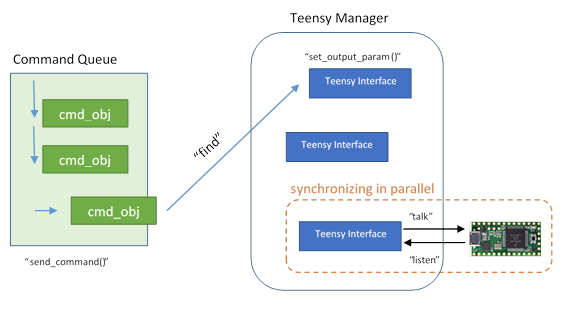 Teensy Manager
Command Queue
"set_output_param()"
Teensy Interface
cmd_obj
"find"
Teensy Interface
cmd_obj
synchronizing in parallel
cmd_obj
"talk"
Teensy Interface
"listen"
"send_command()"